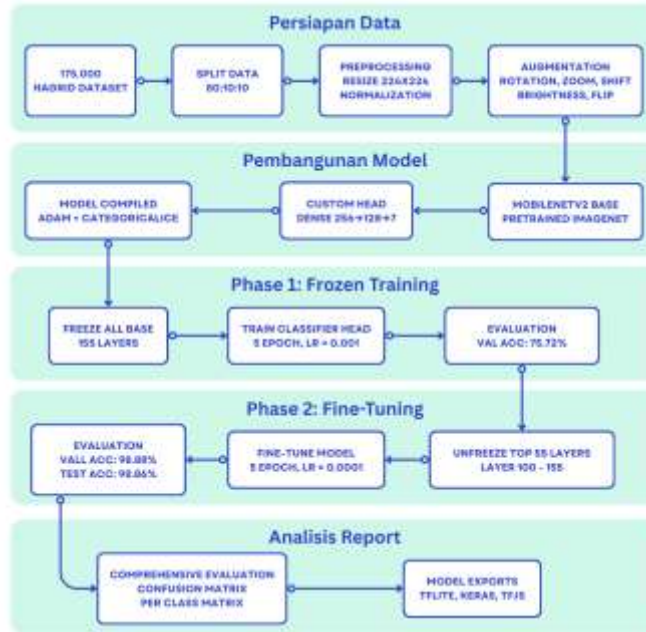 Persiapan Data
175,000
HAGRID DATASET
SPLIT DATA
80:10:10
PREPROCESSING
RESIZE 224X224
NORMALIZATION
AUGMENTATION
ROTATION, ZOOM, SHIFT
BRIGHTNESS, FLIP
Pembangunan Model
MODEL COMPILED
ADAM + CATEGORICALICE
CUSTOM HEAD
DENSE 256→128→7
MOBILENETV2 BASE
PRETRAINED IMAGENET
Phase 1: Frozen Training
FREEZE ALL BASE
155 LAYERS
TRAIN CLASSIFIER HEAD
5 EPOCH, LR = 0.001
EVALUATION
VAL ACC: 75.72%
Phase 2: Fine-Tuning
EVALUATION
VALL ACC: 98.88%
TEST ACC: 98.86%
FINE-TUNE MODEL
5 EPOCH, LR = 0.0001
UNFREEZE TOP 55 LAYERS
LAYER 100 - 155
Analisis Report
COMPREHENSIVE EVALUATION
CONFUSION MATRIX
PER CLASS MATRIX
MODEL EXPORTS
TFLITE, KERAS, TFJS